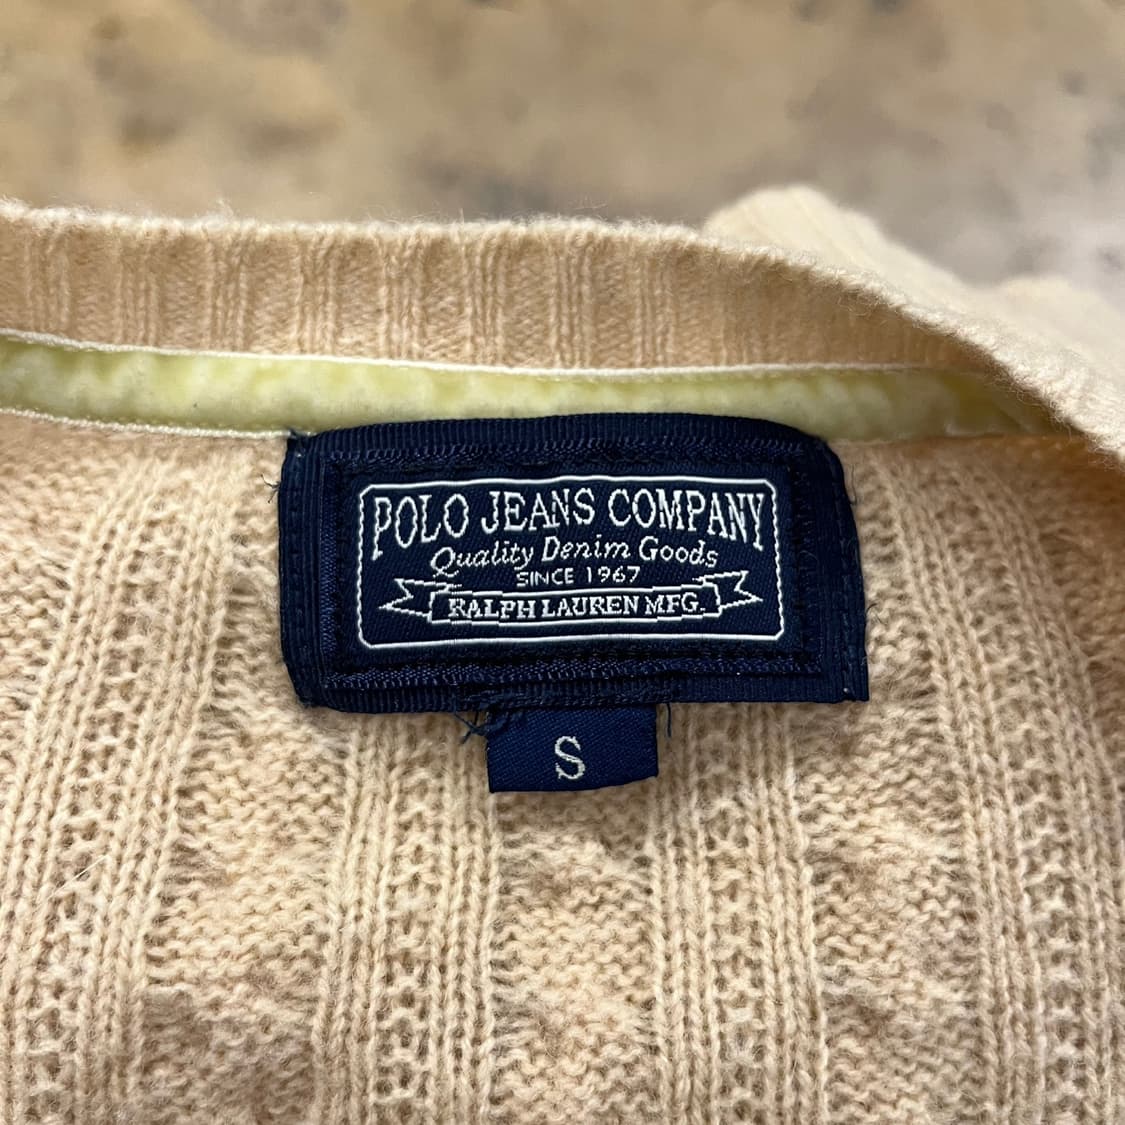 POLO JEANS COMPANY
Quality Denim Goods
SINCE 1967
RALPH LAUREN MFG.
S